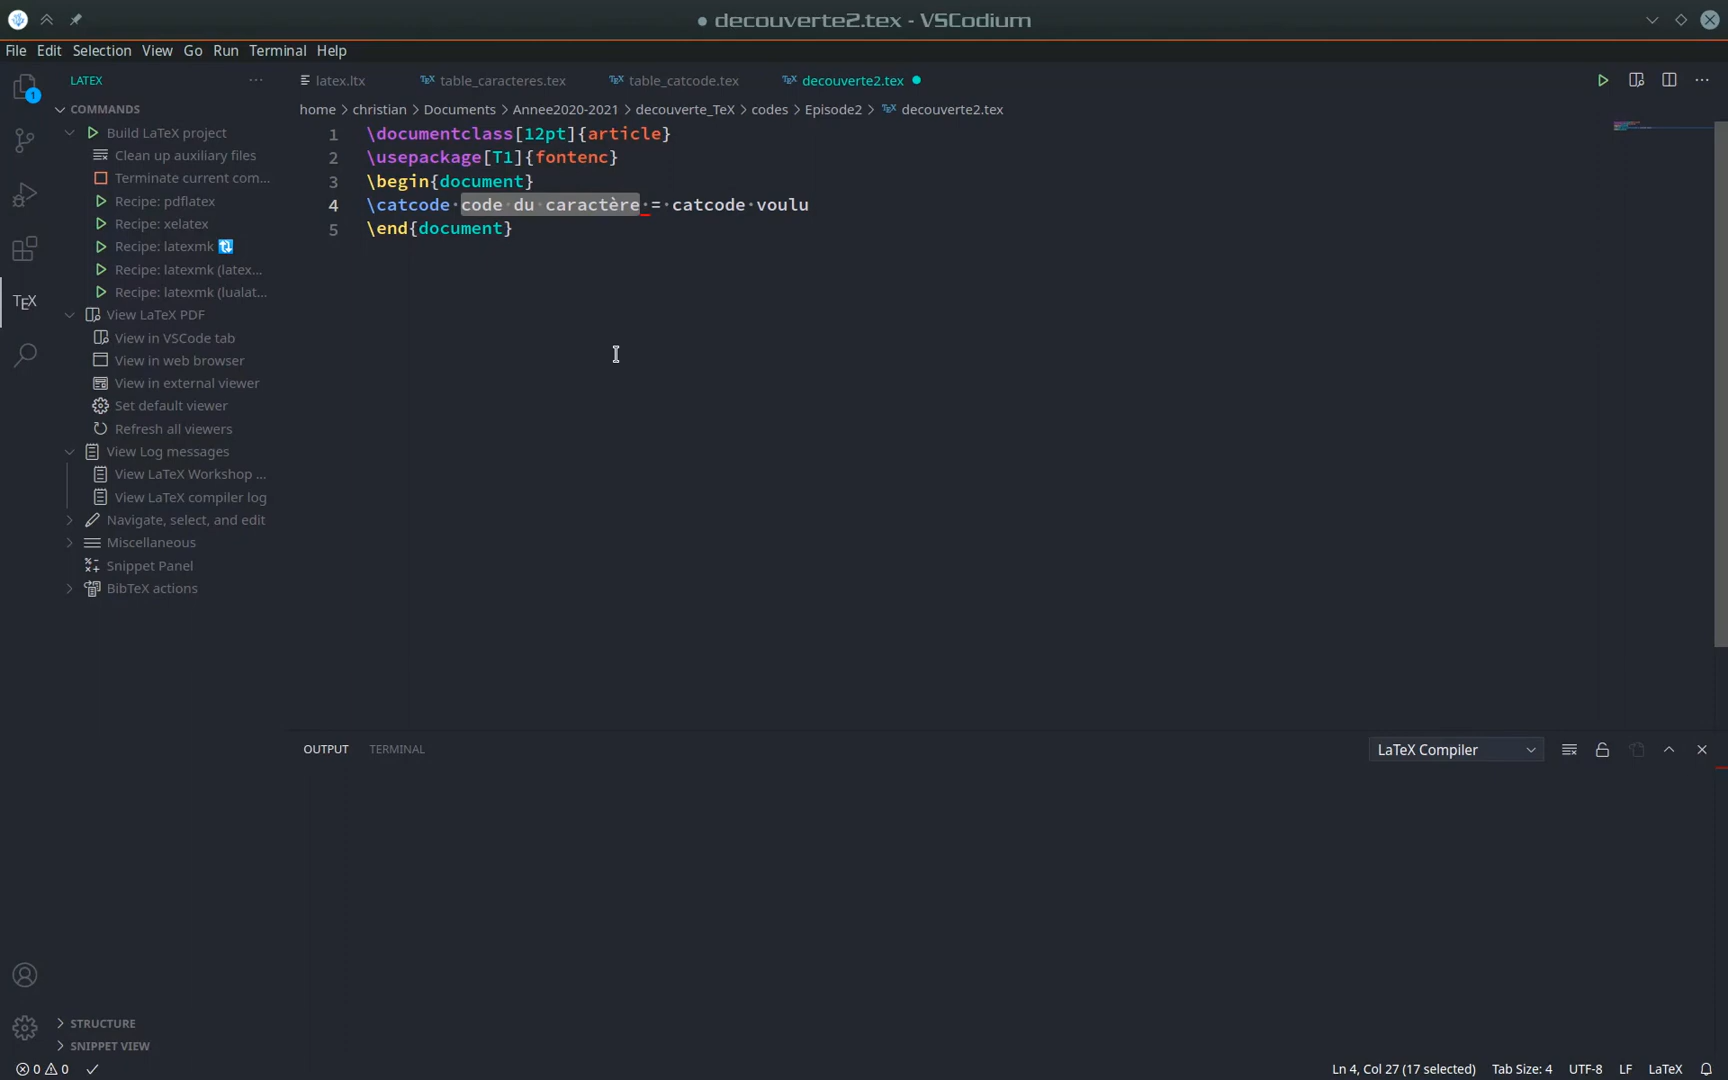 ● decouverte2.tex - VSCodium
File Edit Selection View Go Run Terminal Help
LATEX ···
latex.ltx
TEX table_caracteres.tex
TEX table_catcode.tex
TEX decouverte2.tex ●
COMMANDS
home > christian > Documents > Annee2020-2021 > decouverte_TeX > codes > Episode2 > TEX decouverte2.tex
Build LaTeX project
Clean up auxiliary files
Terminate current com...
Recipe: pdflatex
Recipe: xelatex
Recipe: latexmk 🔃
Recipe: latexmk (latex...
Recipe: latexmk (lualat...
View LaTeX PDF
View in VSCode tab
View in web browser
View in external viewer
Set default viewer
Refresh all viewers
View Log messages
View LaTeX Workshop ...
View LaTeX compiler log
Navigate, select, and edit
Miscellaneous
Snippet Panel
BibTeX actions
1 \documentclass[12pt]{article}
2 \usepackage[T1]{fontenc}
3 \begin{document}
4 \catcode·code·du·caractère·=·catcode·voulu
5 \end{document}
1
TEX
OUTPUT TERMINAL
LaTeX Compiler
STRUCTURE
SNIPPET VIEW
0 0
Ln 4, Col 27 (17 selected) Tab Size: 4 UTF-8 LF LaTeX